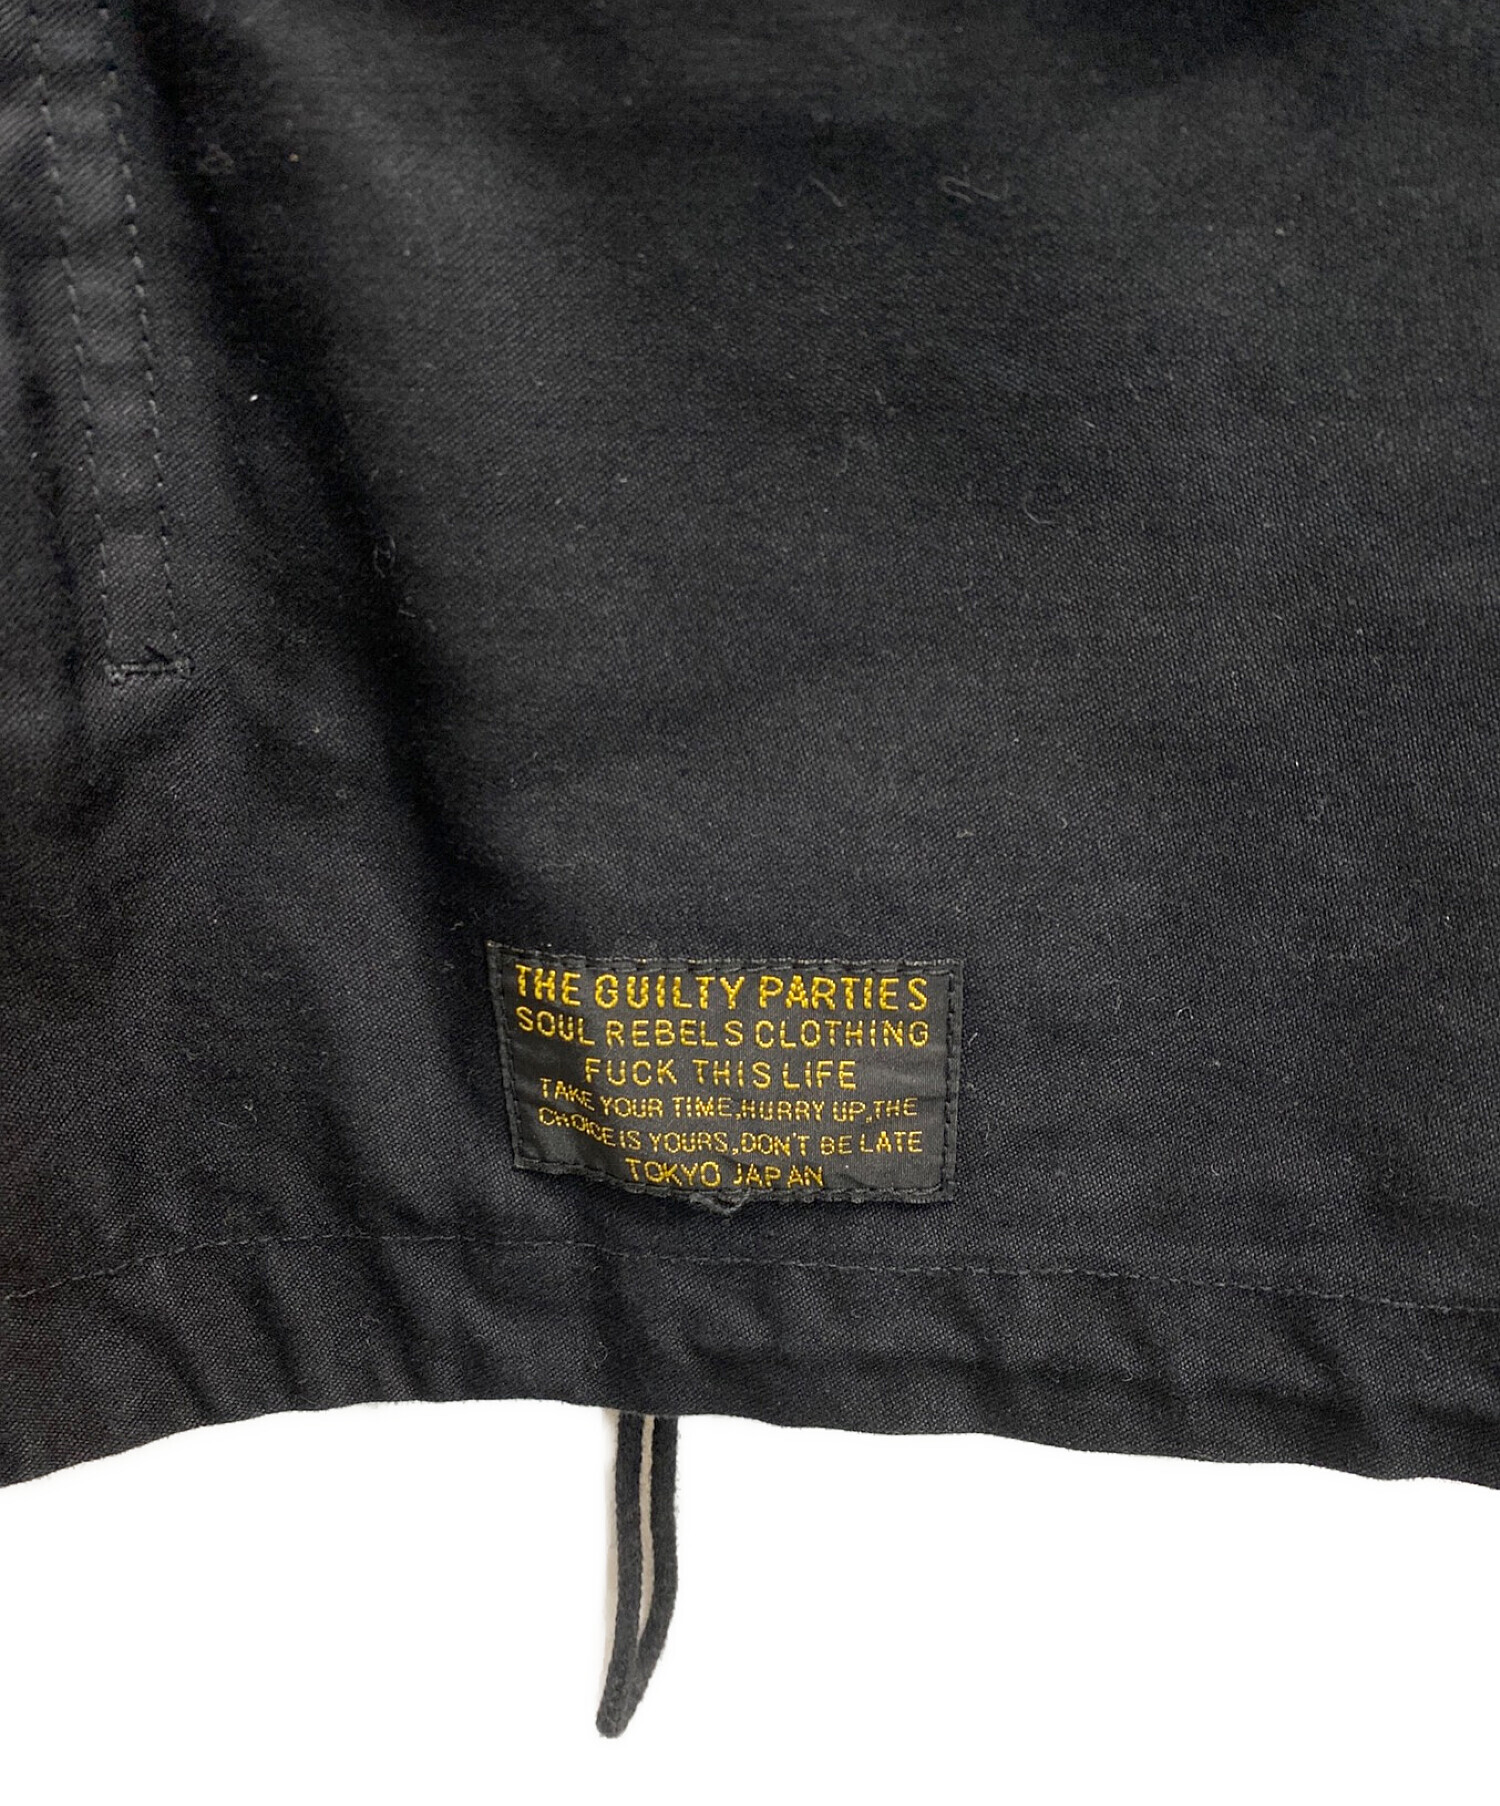 THE GUILTY PARTIES
SOUL REBELS CLOTHING
FUCK THIS LIFE
TAKE YOUR TIME,HURRY UP,THE
CHOICE IS YOURS,DON'T BE LATE
TOKYO JAPAN